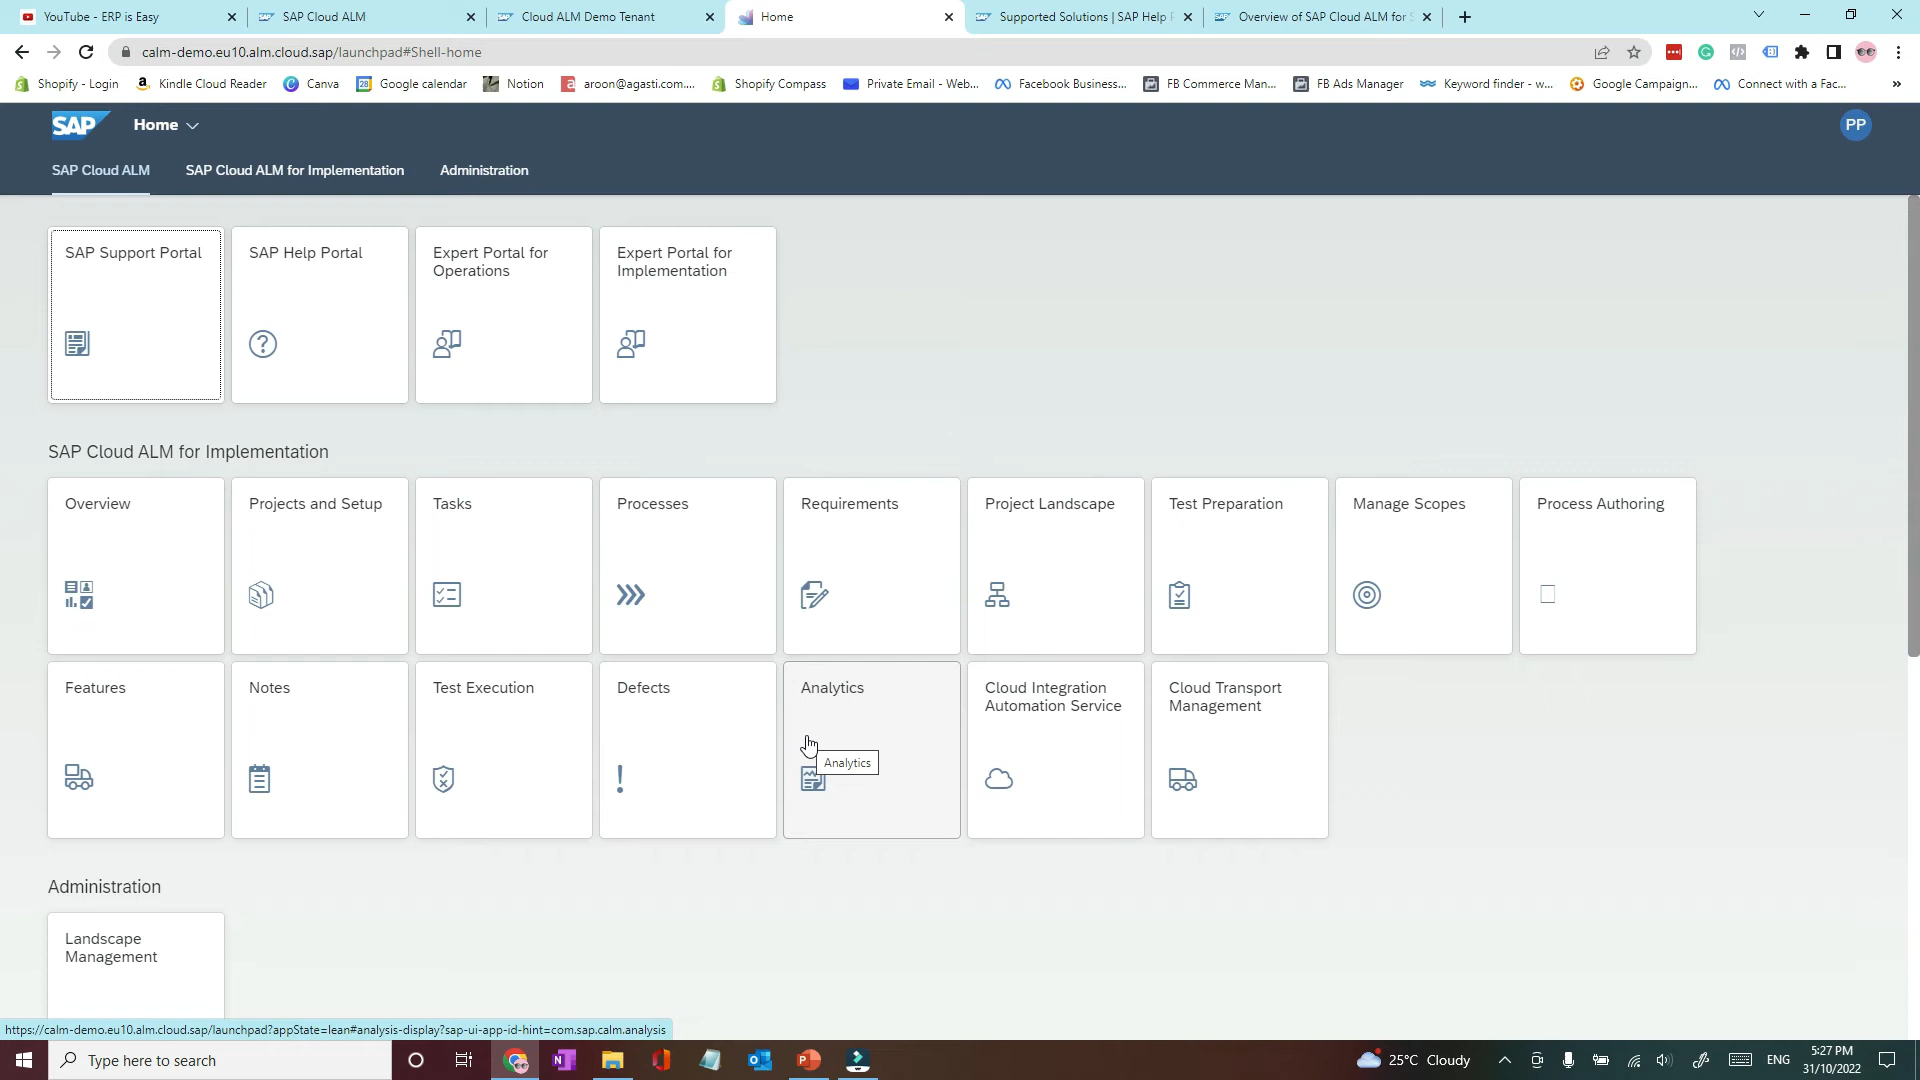 YouTube - ERP is Easy
SAP Cloud ALM
Cloud ALM Demo Tenant
Home
Supported Solutions | SAP Help
Overview of SAP Cloud ALM for
calm-demo.eu10.alm.cloud.sap/launchpad#Shell-home
Shopify - Login
Kindle Cloud Reader
Canva
Google calendar
Notion
aroon@agasti.com....
Shopify Compass
Private Email - Web...
Facebook Business...
FB Commerce Man...
FB Ads Manager
Keyword finder - w...
Google Campaign...
Connect with a Fac...
»
SAP
Home
PP
SAP Cloud ALM
SAP Cloud ALM for Implementation
Administration
SAP Support Portal
SAP Help Portal
Expert Portal for
Operations
Expert Portal for
Implementation
SAP Cloud ALM for Implementation
Overview
Projects and Setup
Tasks
Processes
Requirements
Project Landscape
Test Preparation
Manage Scopes
Process Authoring
Features
Notes
Test Execution
Defects
Analytics
Analytics
Cloud Integration
Automation Service
Cloud Transport
Management
Administration
Landscape
Management
https://calm-demo.eu10.alm.cloud.sap/launchpad?appState=lean#analysis-display?sap-ui-app-id-hint=com.sap.calm.analysis
Type here to search
25°C Cloudy
ENG
5:27 PM
31/10/2022